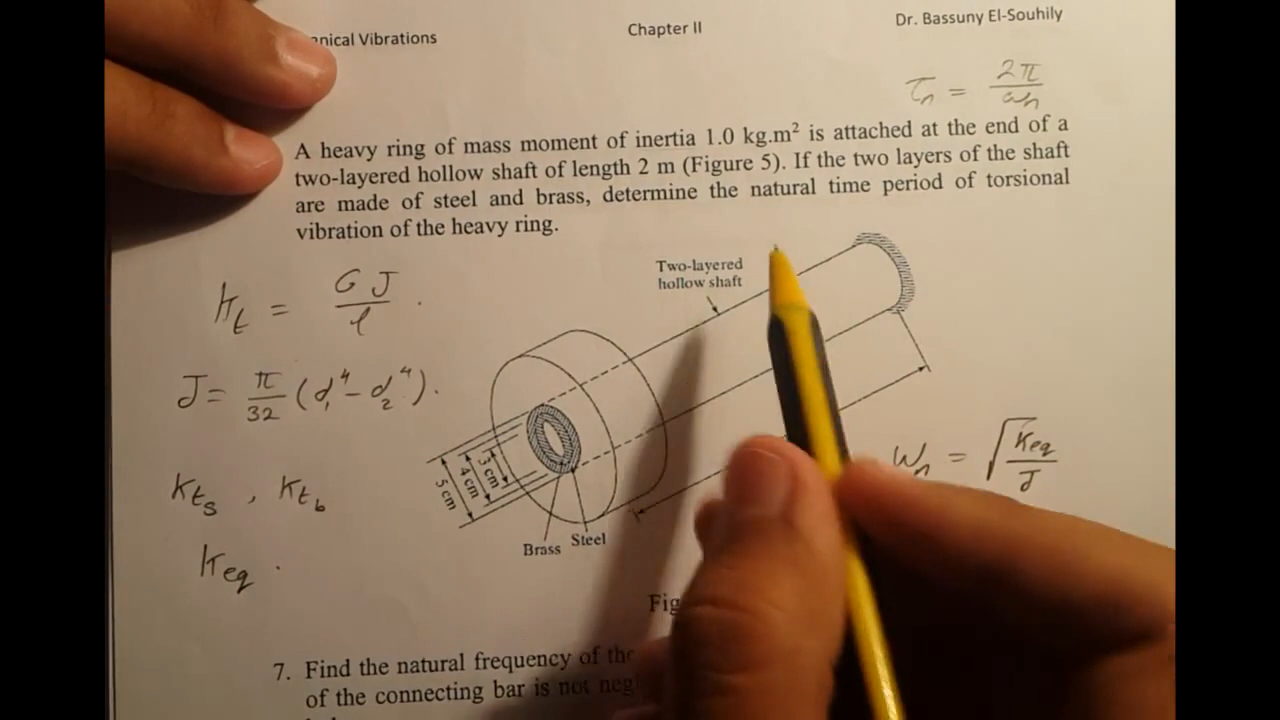 anical Vibrations
Chapter II
Dr. Bassuny El-Souhily
τn = 2π / ωn
A heavy ring of mass moment of inertia 1.0 kg.m² is attached at the end of a
two-layered hollow shaft of length 2 m (Figure 5). If the two layers of the shaft
are made of steel and brass, determine the natural time period of torsional
vibration of the heavy ring.
Two-layered
hollow shaft
Kt = G J / l .
J = π/32 (d₁⁴ - d₂⁴).
Kts , Ktb
Keq .
3 cm
4 cm
5 cm
Brass Steel
Wn = √(Keq / J)
Fig
7. Find the natural frequency of the
of the connecting bar is not neg